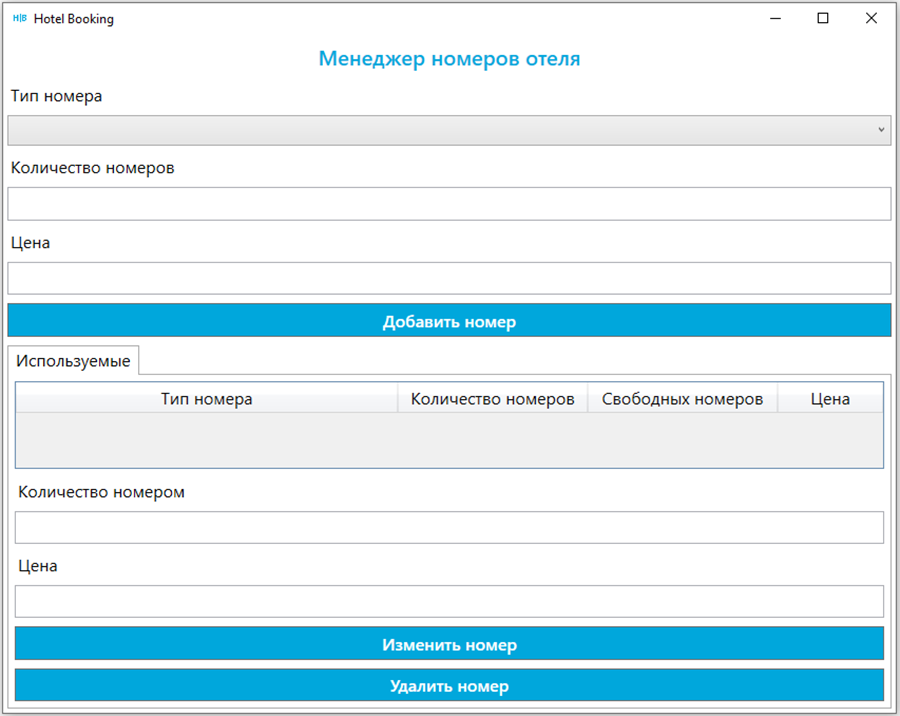 H|B Hotel Booking
Менеджер номеров отеля
Тип номера
Количество номеров
Цена
Добавить номер
Используемые
Тип номера Количество номеров Свободных номеров Цена
Количество номером
Цена
Изменить номер
Удалить номер